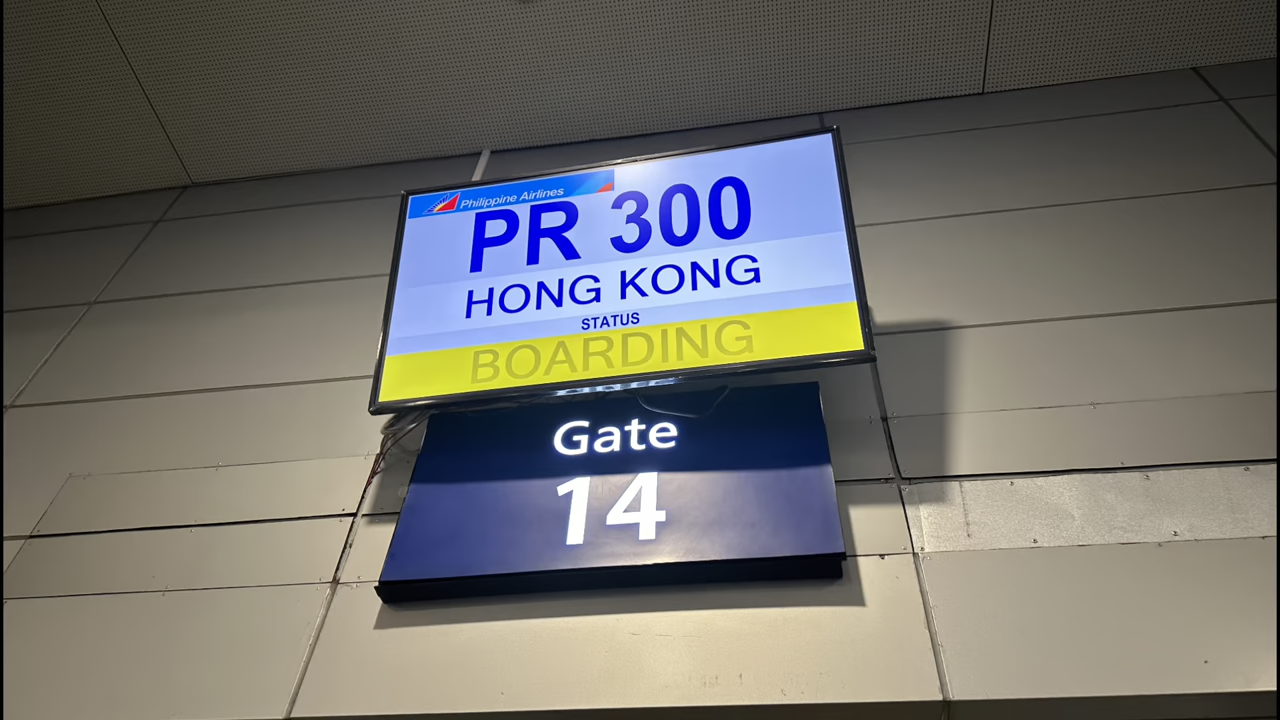 Philippine Airlines
PR 300
HONG KONG
STATUS
BOARDING
Gate
14